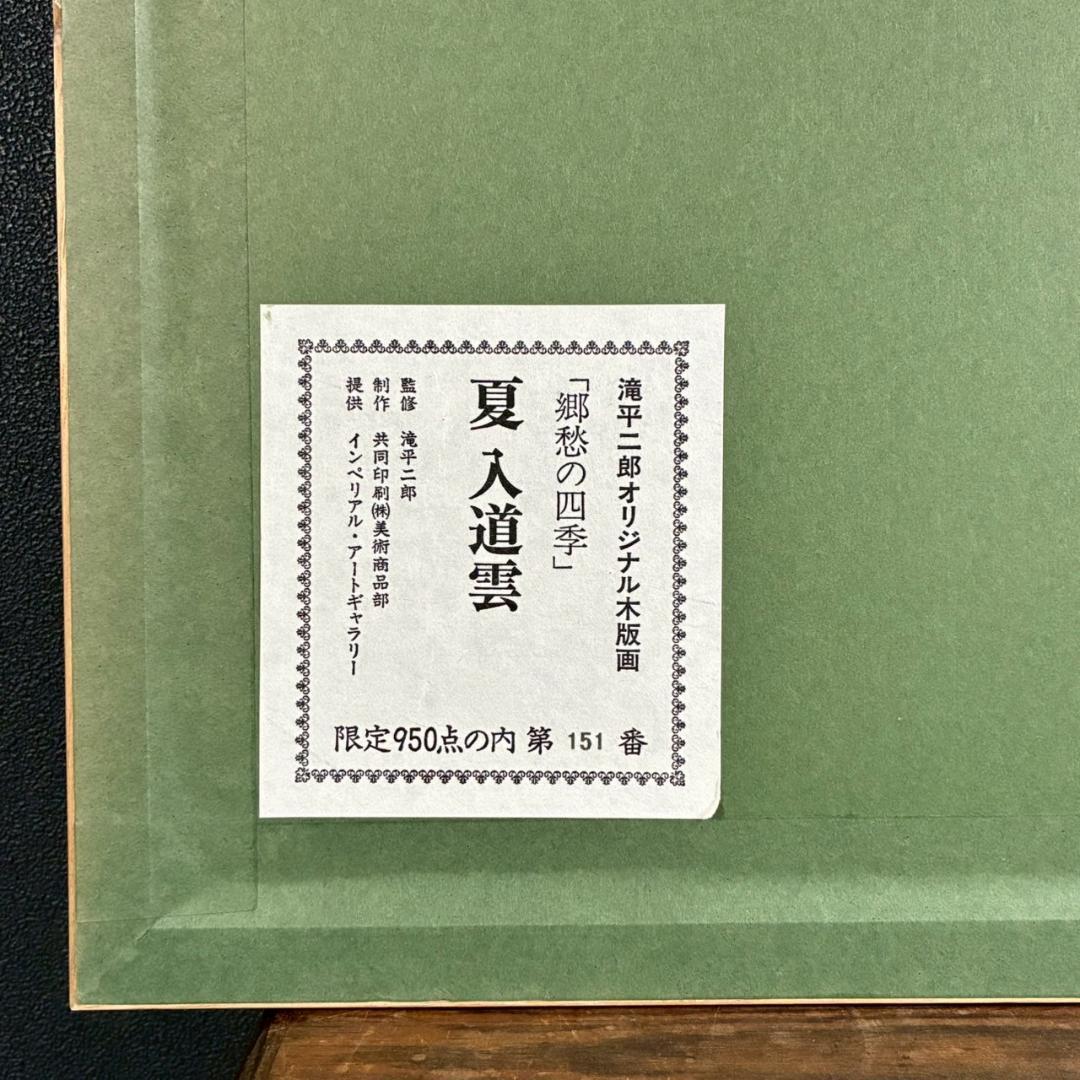 滝平二郎オリジナル木版画
「郷愁の四季」
夏 入道雲
監修 滝平二郎
制作 共同印刷㈱美術商品部
提供 インペリアル・アートギャラリー
限定950点の内 第 151 番